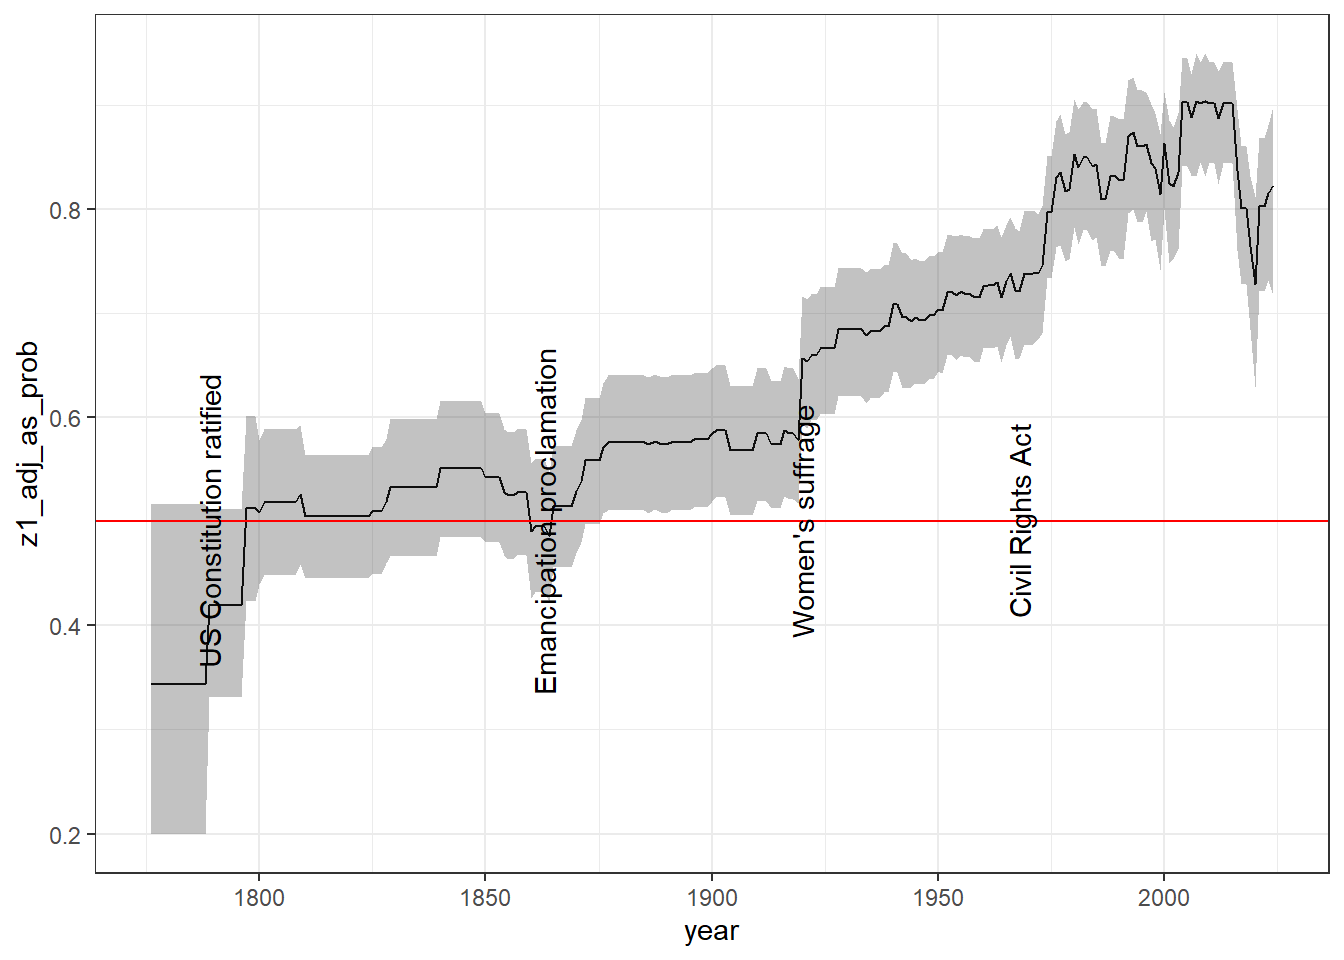 z1_adj_as_prob
0.8
0.6
0.4
0.2
US Constitution ratified
Emancipation proclamation
Women's suffrage
Civil Rights Act
1800
1850
1900
1950
2000
year